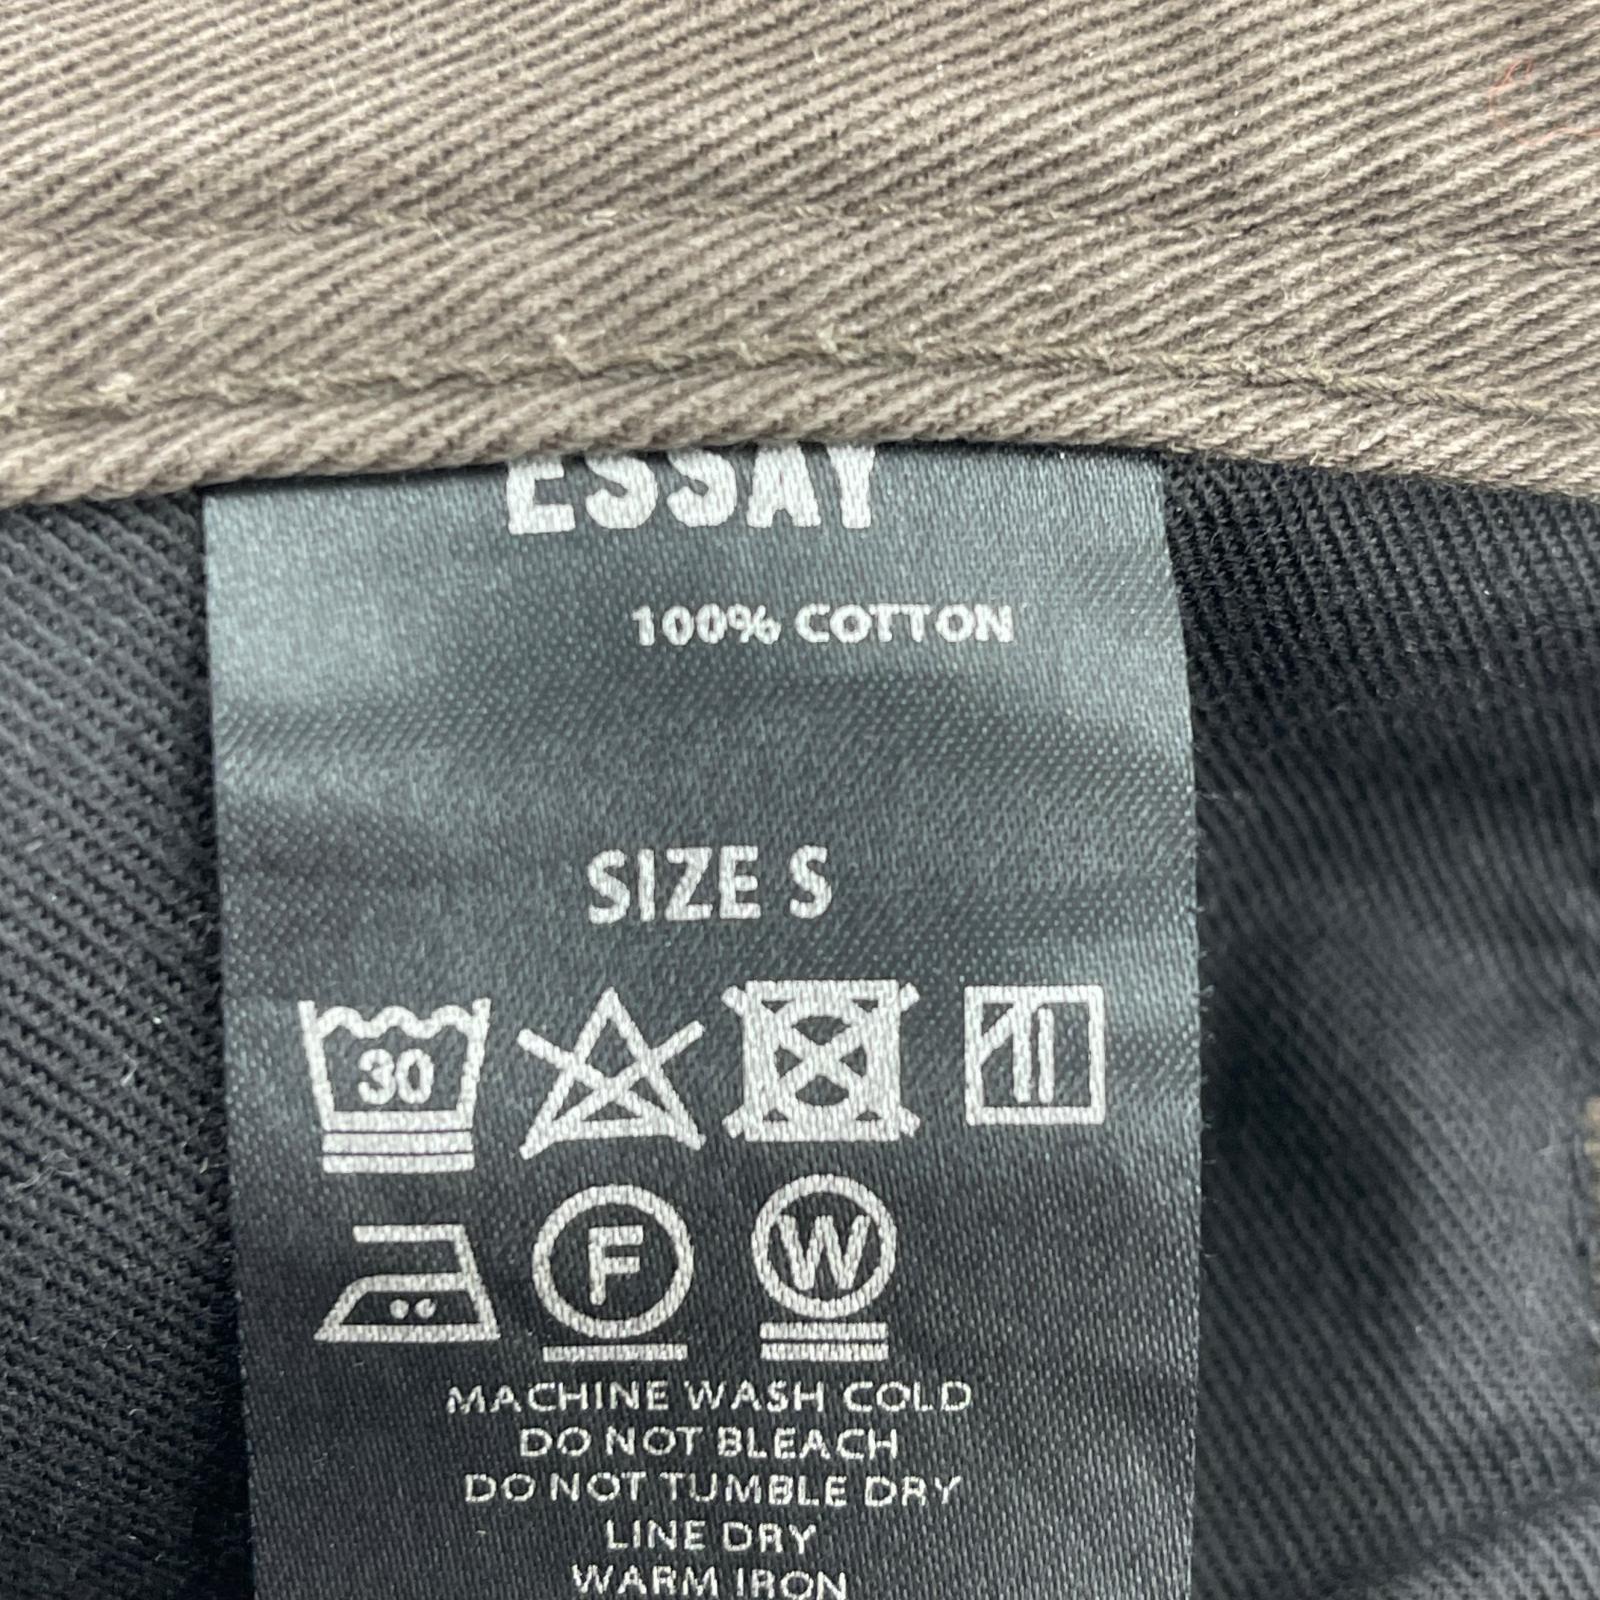 ESSAY
100% COTTON
SIZE S
30
F
W
MACHINE WASH COLD
DO NOT BLEACH
DO NOT TUMBLE DRY
LINE DRY
WARM IRON